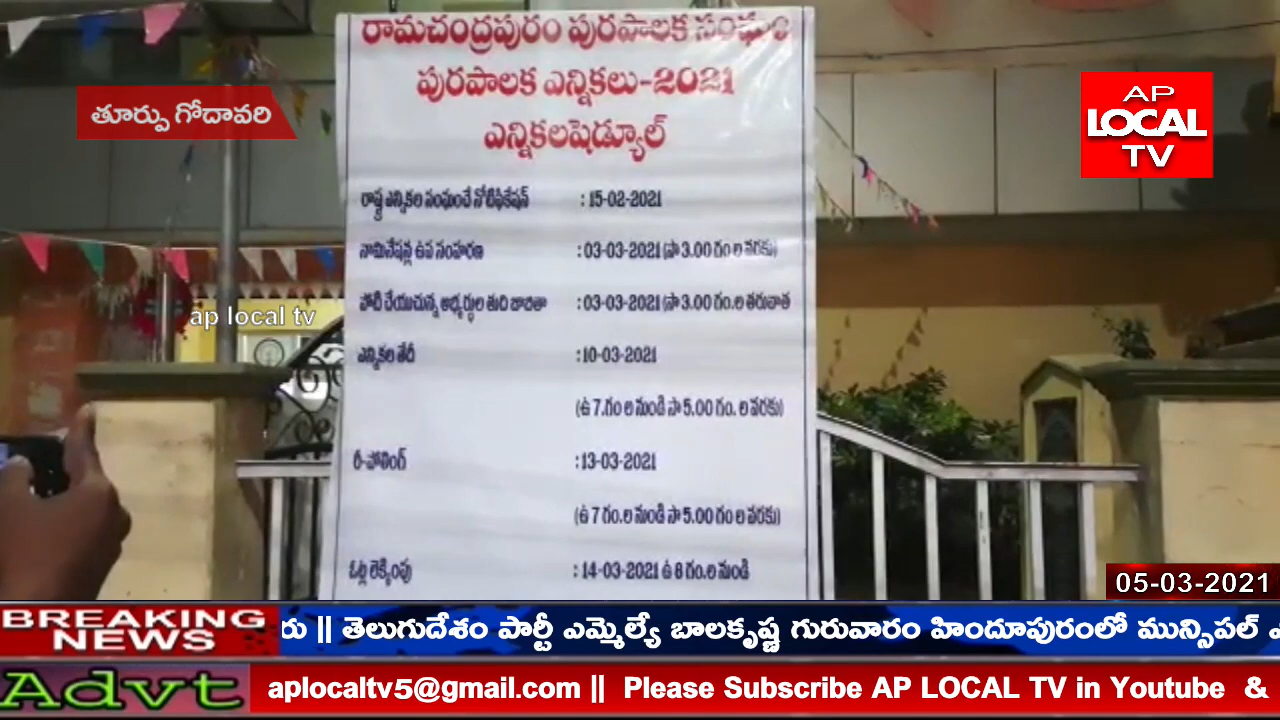 రామచంద్రపురం పురపాలక సంఘం
పురపాలక ఎన్నికలు-2021
ఎన్నికలషెడ్యూల్
రాష్ట్ర ఎన్నికల సంఘంచే నోటిఫికేషన్ : 15-02-2021
నామినేషన్ల ఉప సంహరణ : 03-03-2021 (సా 3.00 గం ల వరకు)
పోటీ చేయుచున్న అభ్యర్థుల తుది జాబితా : 03-03-2021 (సా 3.00 గం.ల తరువాత
ఎన్నికల తేదీ : 10-03-2021
(ఉ 7.గం ల నుండి సా 5.00 గం. ల వరకు)
రీ-పోలింగ్ : 13-03-2021
(ఉ 7 గం.ల నుండి సా 5.00 గం ల వరకు)
ఓట్ల లెక్కింపు : 14-03-2021 ఉ 8 గం.ల నుండి
తూర్పు గోదావరి
AP
LOCAL
TV
ap local tv
05-03-2021
BREAKING
NEWS
రు || తెలుగుదేశం పార్టీ ఎమ్మెల్యే బాలకృష్ణ గురువారం హిందూపురంలో మున్సిపల్ ఎ
Advt
aplocaltv5@gmail.com || Please Subscribe AP LOCAL TV in Youtube &